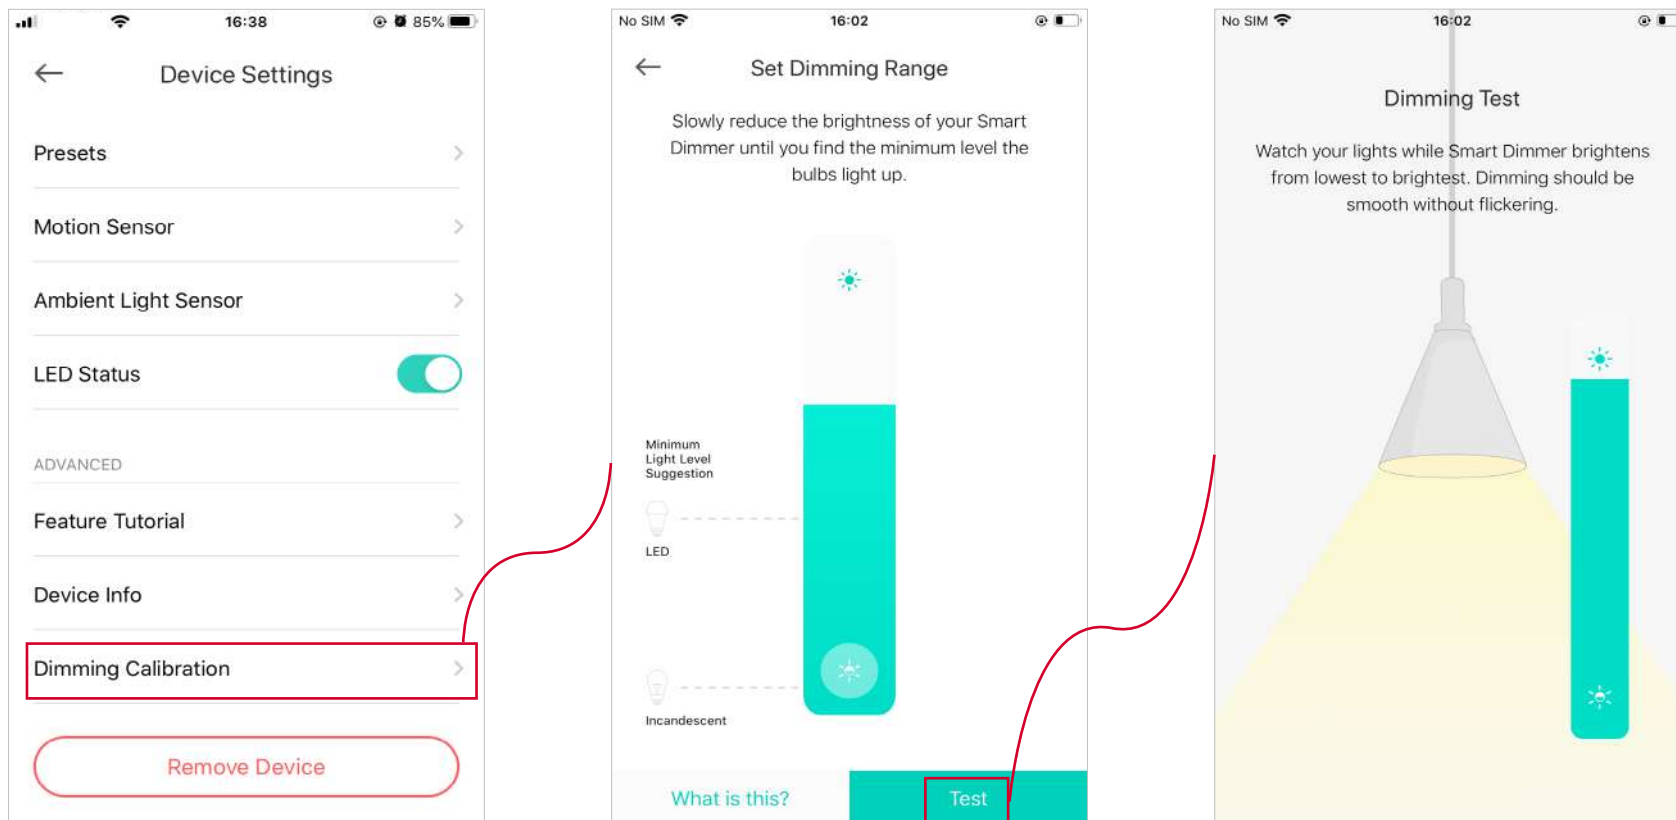 16:38
85%
Device Settings
Presets
Motion Sensor
Ambient Light Sensor
LED Status
ADVANCED
Feature Tutorial
Device Info
Dimming Calibration
Remove Device
No SIM
16:02
Set Dimming Range
Slowly reduce the brightness of your Smart
Dimmer until you find the minimum level the
bulbs light up.
Minimum
Light Level
Suggestion
LED
Incandescent
What is this?
Test
No SIM
16:02
Dimming Test
Watch your lights while Smart Dimmer brightens
from lowest to brightest. Dimming should be
smooth without flickering.